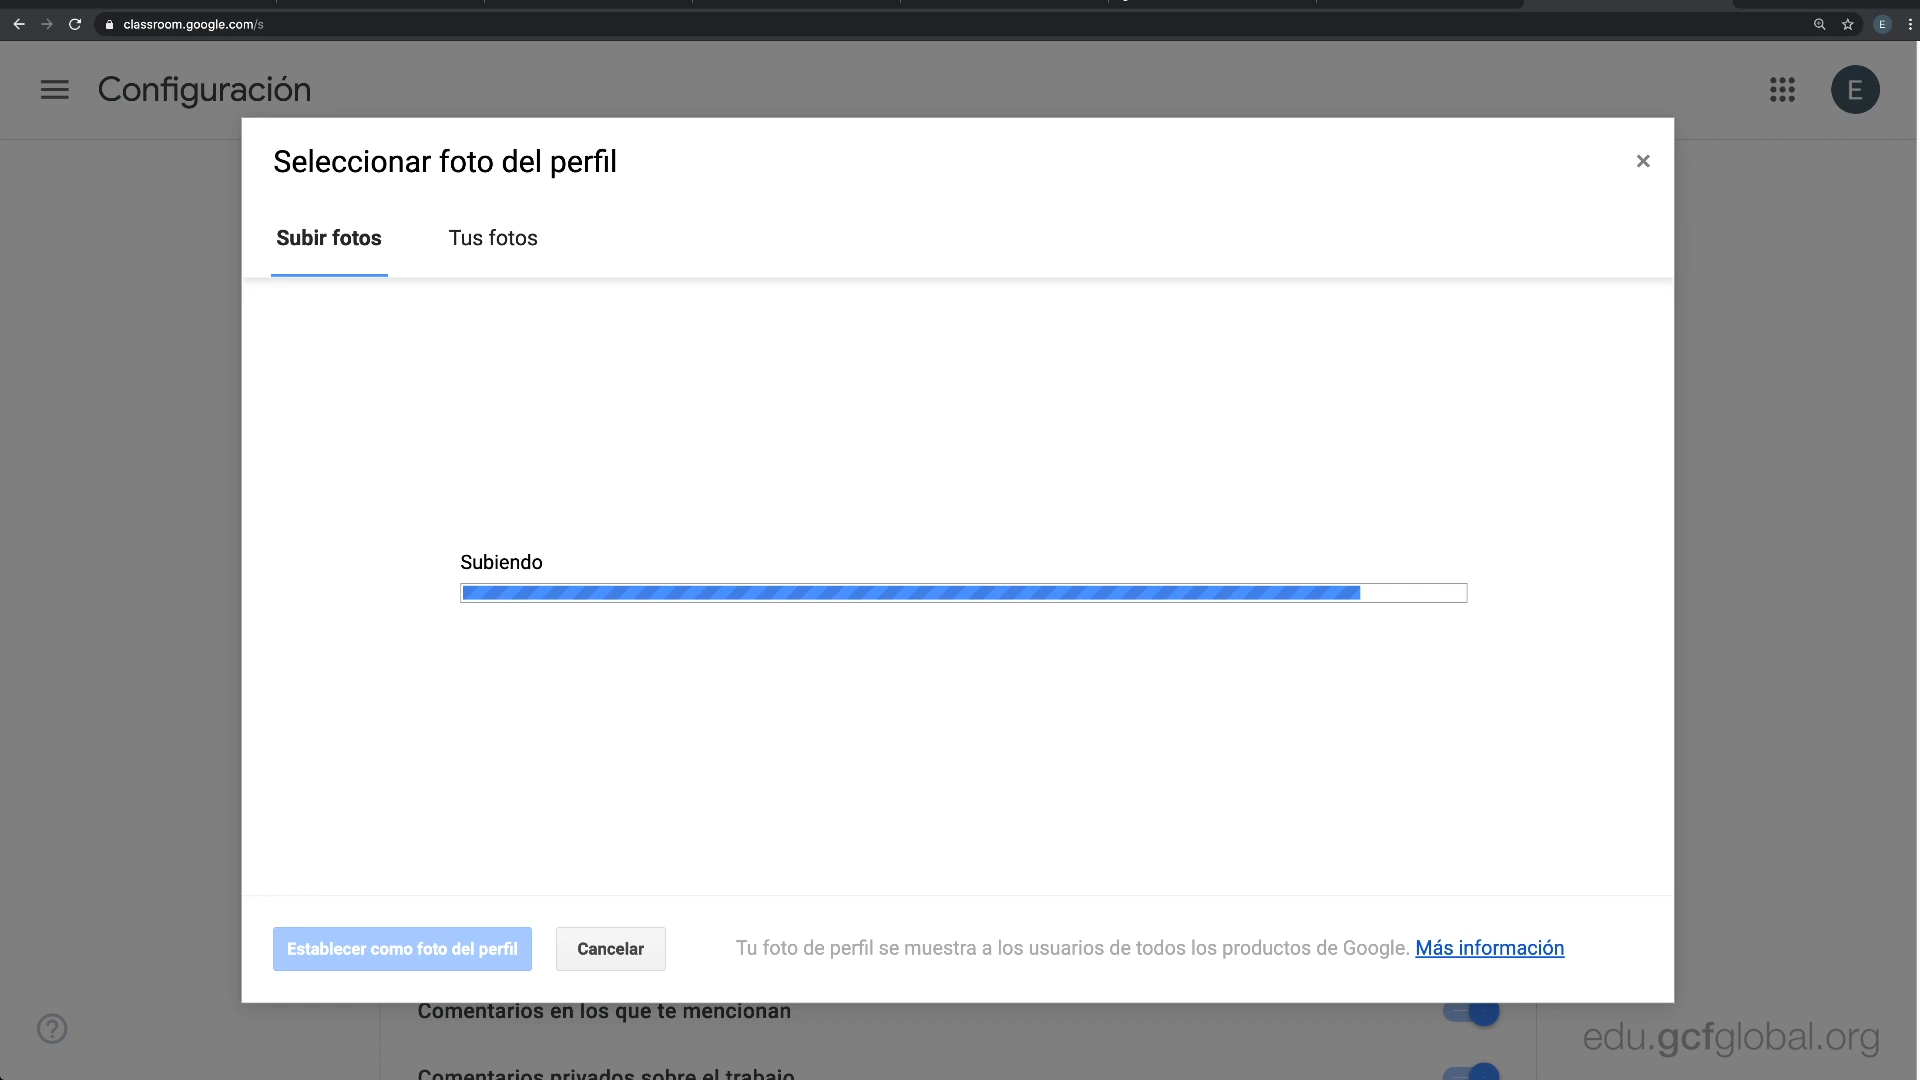 classroom.google.com/s
E
Configuración
E
Seleccionar foto del perfil
×
Subir fotos
Tus fotos
Subiendo
Establecer como foto del perfil
Cancelar
Tu foto de perfil se muestra a los usuarios de todos los productos de Google. Más información
Comentarios en los que te mencionan
?
edu.gcfglobal.org
Comentarios privados sobre el trabajo